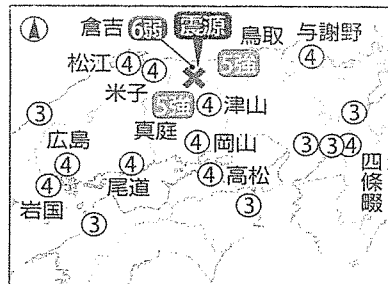 倉吉 6弱 震源 鳥取 5強 与謝野 ④
松江 ④ ④ 米子
真庭 5強 ④ 津山
③
広島 ④
岩国 ④
尾道 ④
④ 岡山
④ 高松
③
③
③ ③ ④ 四條畷
③